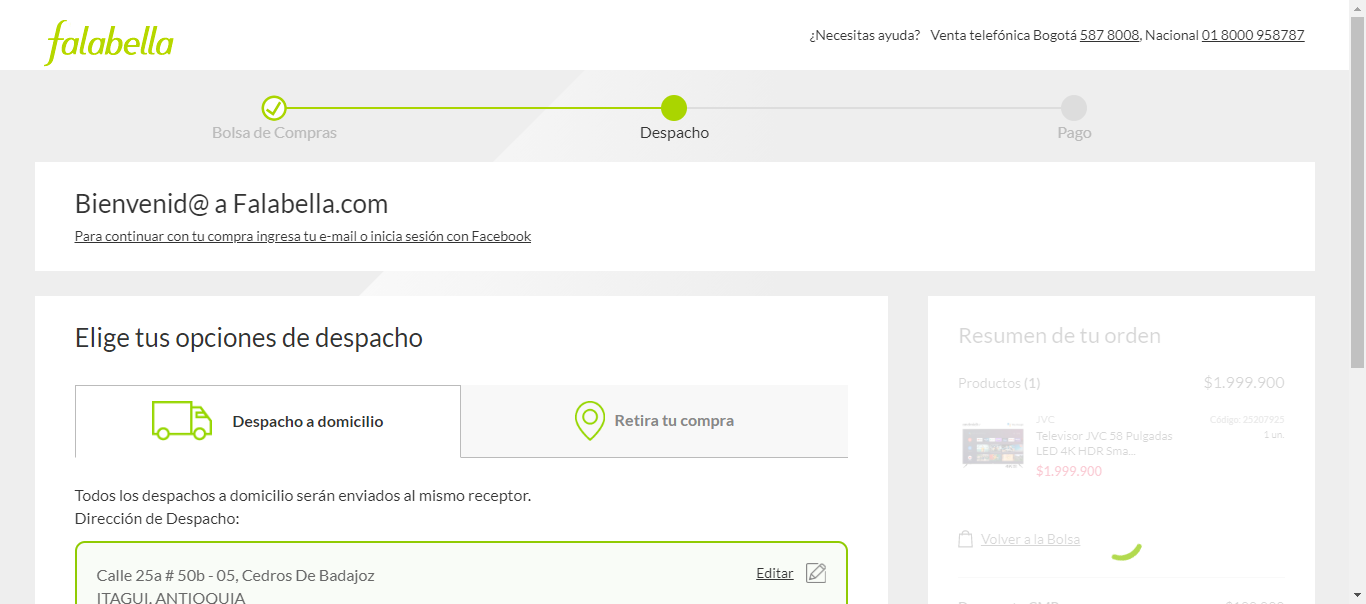 falabella
¿Necesitas ayuda? Venta telefónica Bogotá 587 8008, Nacional 01 8000 958787
Bolsa de Compras
Despacho
Pago
Bienvenid@ a Falabella.com
Para continuar con tu compra ingresa tu e-mail o inicia sesión con Facebook
Elige tus opciones de despacho
Despacho a domicilio
Retira tu compra
Todos los despachos a domicilio serán enviados al mismo receptor.
Dirección de Despacho:
Calle 25a # 50b - 05, Cedros De Badajoz
Editar
ITAGUI, ANTIOQUIA
Resumen de tu orden
Productos (1) $1.999.900
JVC Código: 25207925
Televisor JVC 58 Pulgadas 1 un.
LED 4K HDR Sma...
$1.999.900
Volver a la Bolsa